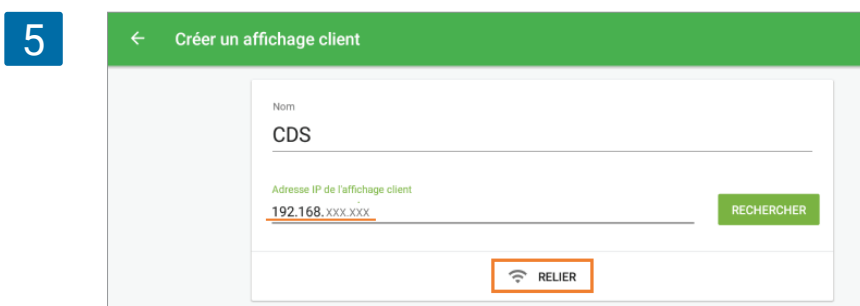 5
Créer un affichage client
Nom
CDS
Adresse IP de l'affichage client
192.168.xxx.xxx
RECHERCHER
RELIER